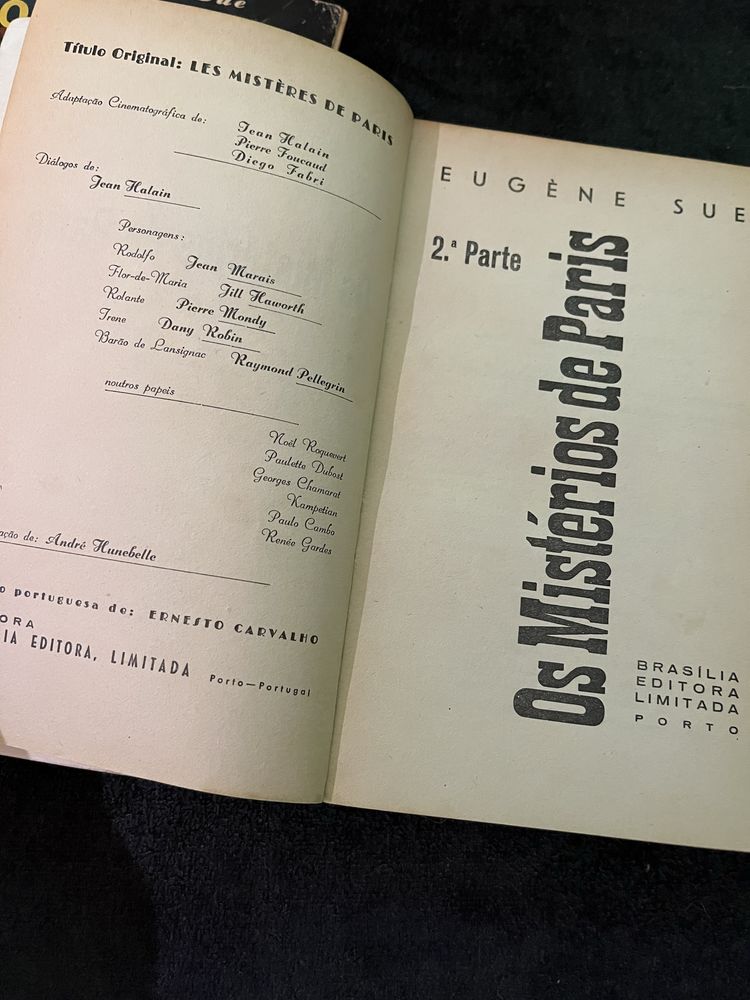 Sue
Título Original: LES MISTÈRES DE PARIS
Adaptação Cinematográfica de:
Jean Halain
Pierre Foucaud
Diego Fabri
Diálogos de:
Jean Halain
Personagens:
Rodolfo Jean Marais
Flor-de-Maria Jill Haworth
Rolante Pierre Mondy
Irene Dany Robin
Barão de Lansignac Raymond Pellegrin
noutros papeis
Noël Roquevert
Paulette Dubost
Georges Chamarat
Kampetian
Paulo Cambo
Renée Gardes
de: André Hunebelle
portuguesa de: ERNESTO CARVALHO
EDITORA, LIMITADA Porto—Portugal
EUGÈNE SUE
2.ª Parte
Os Mistérios de Paris
BRASÍLIA
EDITORA
LIMITADA
PORTO